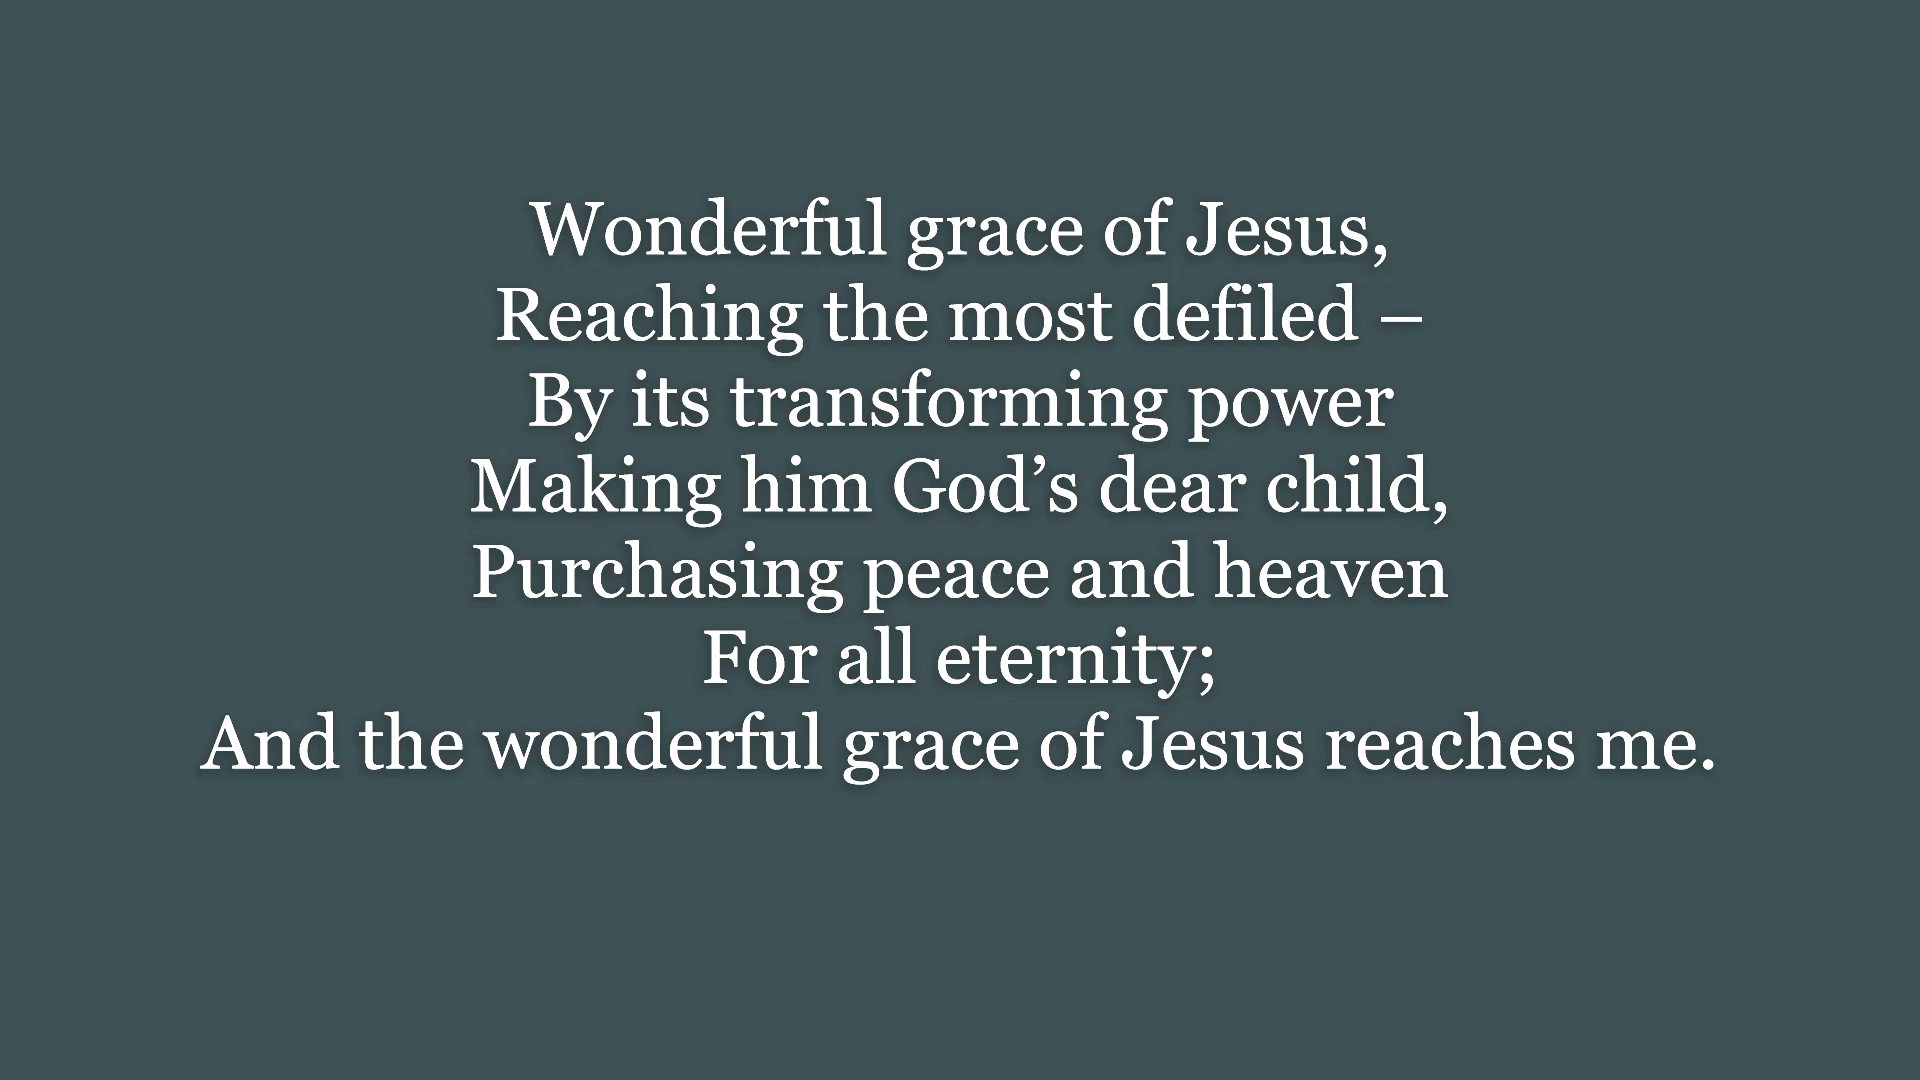 Wonderful grace of Jesus,
Reaching the most defiled –
By its transforming power
Making him God’s dear child,
Purchasing peace and heaven
For all eternity;
And the wonderful grace of Jesus reaches me.